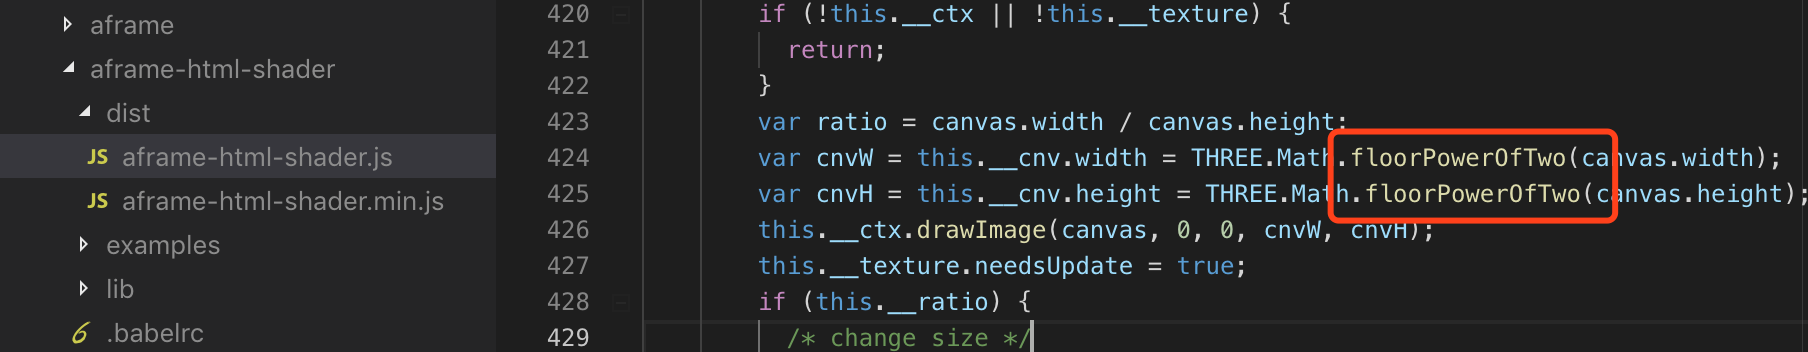 aframe
aframe-html-shader
dist
JS aframe-html-shader.js
JS aframe-html-shader.min.js
examples
lib
6 .babelrc
420 if (!this.__ctx || !this.__texture) {
421 return;
422 }
423 var ratio = canvas.width / canvas.height;
424 var cnvW = this.__cnv.width = THREE.Math.floorPowerOfTwo(canvas.width);
425 var cnvH = this.__cnv.height = THREE.Math.floorPowerOfTwo(canvas.height);
426 this.__ctx.drawImage(canvas, 0, 0, cnvW, cnvH);
427 this.__texture.needsUpdate = true;
428 if (this.__ratio) {
429 /* change size */